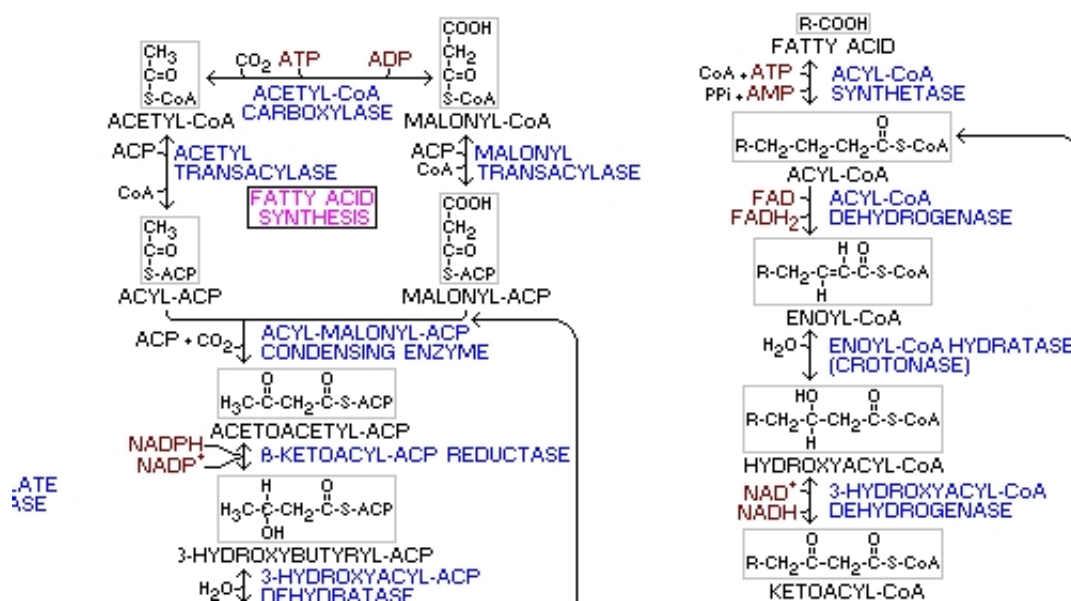 CH3
C=O
S-CoA
ACETYL-CoA
CO2 ATP ADP
ACETYL-CoA
CARBOXYLASE
COOH
CH2
C=O
S-CoA
MALONYL-CoA
ACP
CoA
ACETYL
TRANSACYLASE
ACP
CoA
MALONYL
TRANSACYLASE
FATTY ACID
SYNTHESIS
CH3
C=O
S-ACP
ACYL-ACP
COOH
CH2
C=O
S-ACP
MALONYL-ACP
ACP + CO2
ACYL-MALONYL-ACP
CONDENSING ENZYME
O O
H3C-C-CH2-C-S-ACP
ACETOACETYL-ACP
NADPH
NADP+
β-KETOACYL-ACP REDUCTASE
LATE
ASE
H O
H3C-C-CH2-C-S-ACP
OH
3-HYDROXYBUTYRYL-ACP
H2O
3-HYDROXYACYL-ACP
DEHYDRATASE
R-COOH
FATTY ACID
CoA + ATP
PPi + AMP
ACYL-CoA
SYNTHETASE
O
R-CH2-CH2-CH2-C-S-CoA
ACYL-CoA
FAD
FADH2
ACYL-CoA
DEHYDROGENASE
H O
R-CH2-C=C-C-S-CoA
H
ENOYL-CoA
H2O
ENOYL-CoA HYDRATASE
(CROTONASE)
HO O
R-CH2-C-CH2-C-S-CoA
H
HYDROXYACYL-CoA
NAD+
NADH
3-HYDROXYACYL-CoA
DEHYDROGENASE
O O
R-CH2-C-CH2-C-S-CoA
KETOACYL-CoA